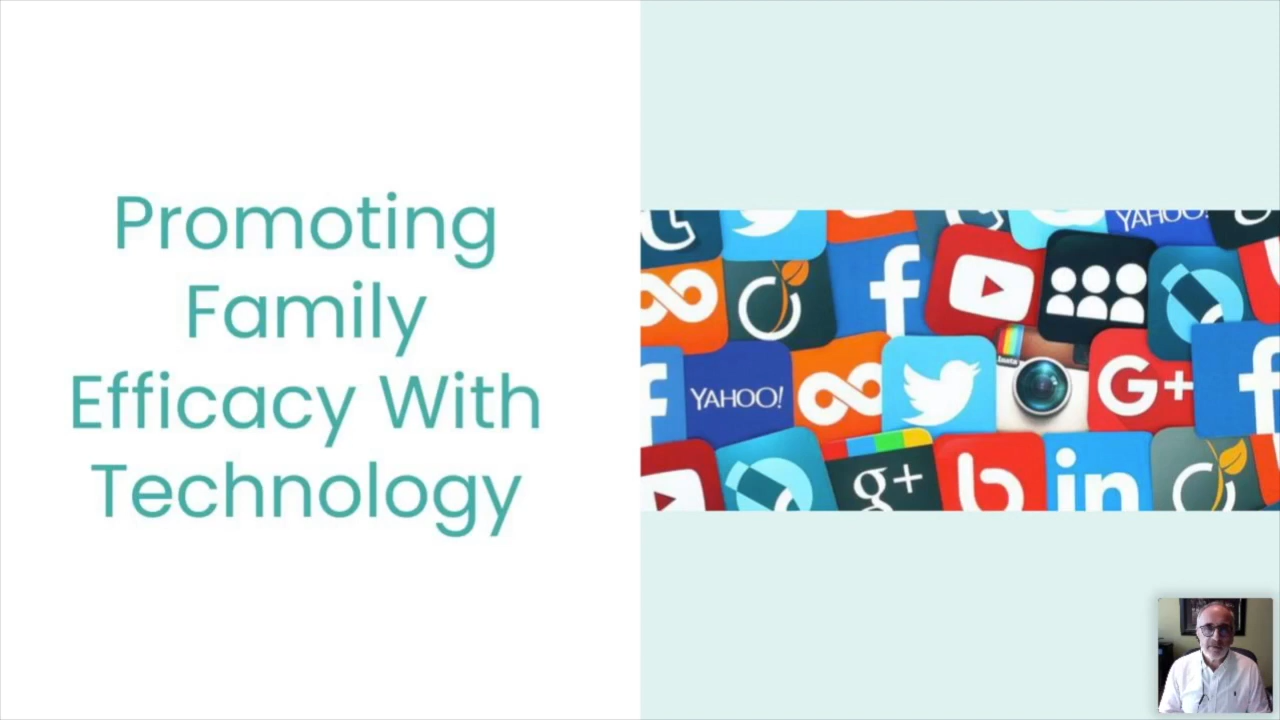 Promoting
Family
Efficacy With
Technology
YAHOO!
YAHOO!
Insta
G+
g+
in